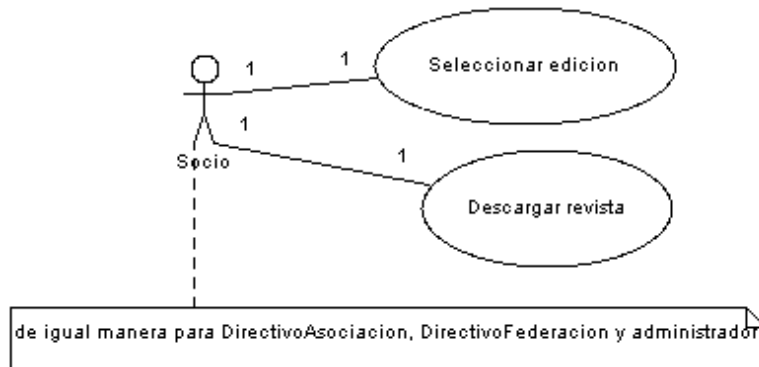 Seleccionar edicion
1
1
1
1
Socio
Descargar revista
de igual manera para DirectivoAsociacion, DirectivoFederacion y administrador